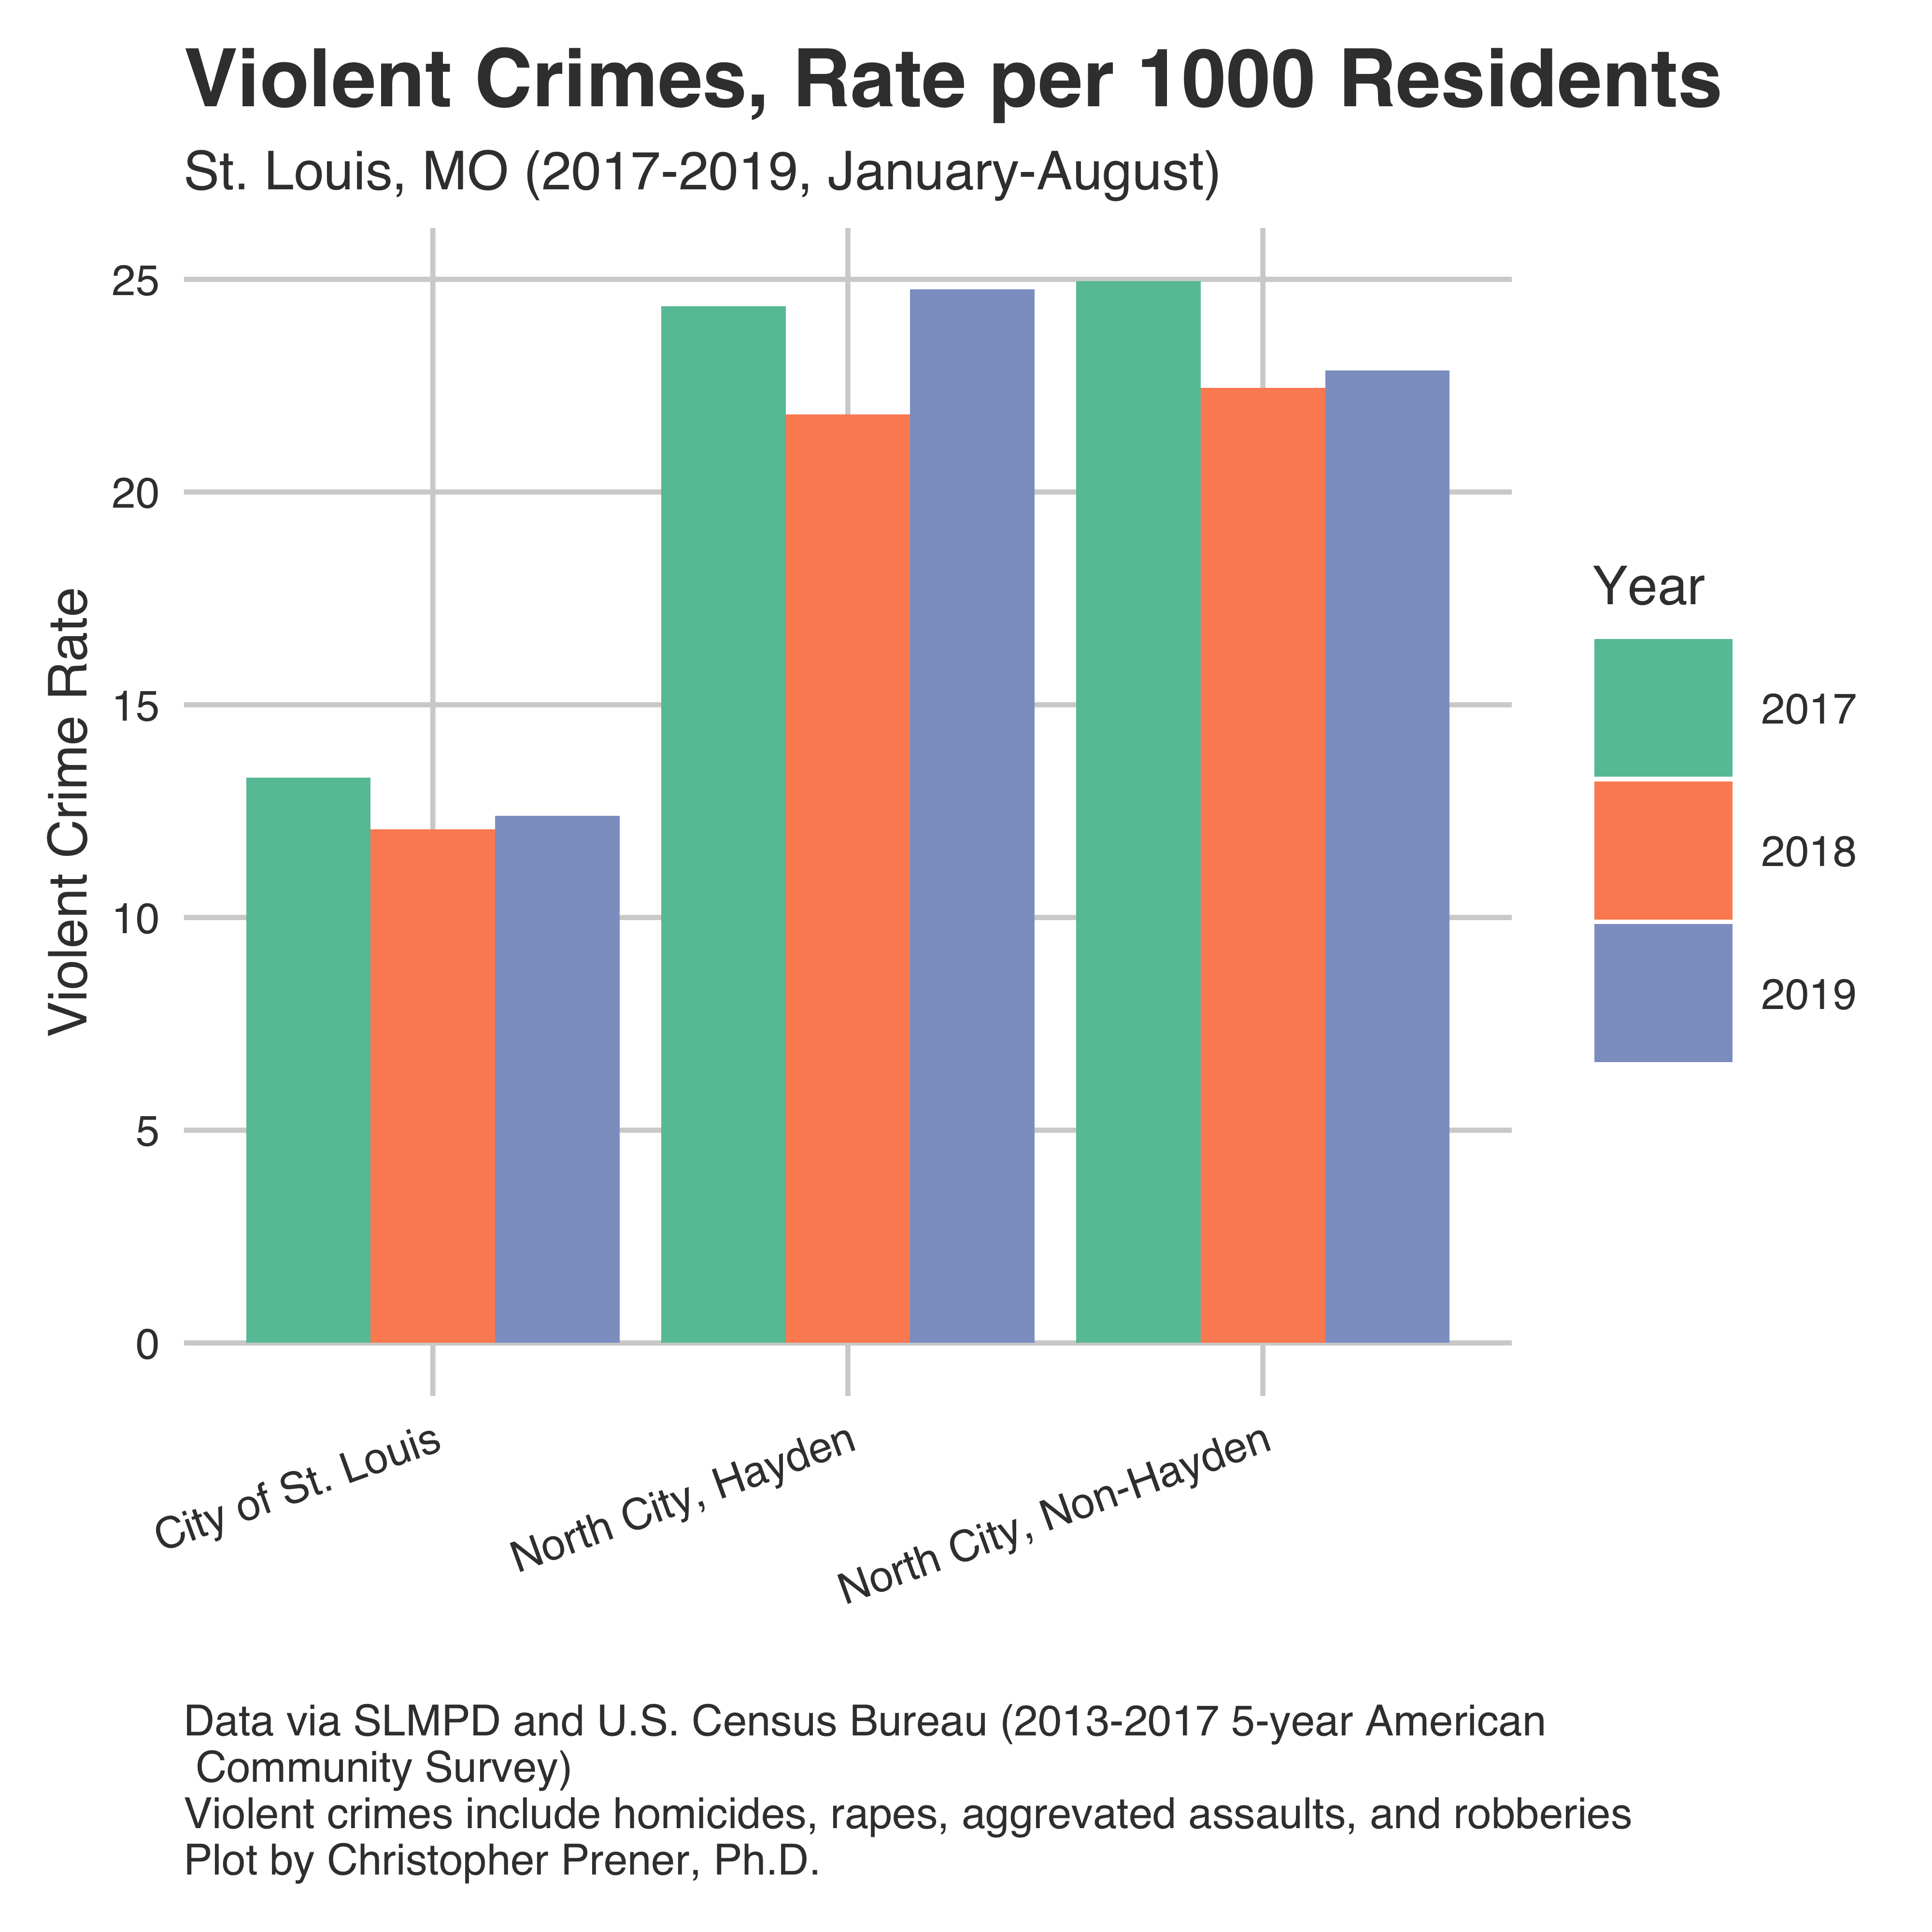 Violent Crimes, Rate per 1000 Residents
St. Louis, MO (2017-2019, January-August)
Violent Crime Rate
25
20
15
10
5
0
City of St. Louis
North City, Hayden
North City, Non-Hayden
Year
2017
2018
2019
Data via SLMPD and U.S. Census Bureau (2013-2017 5-year American
Community Survey)
Violent crimes include homicides, rapes, aggrevated assaults, and robberies
Plot by Christopher Prener, Ph.D.